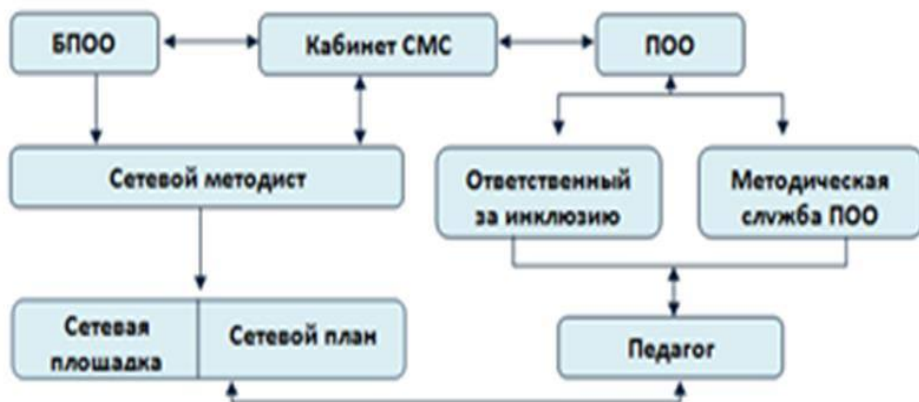 БПОО
Кабинет СМС
ПОО
Сетевой методист
Ответственный
за инклюзию
Методическая
служба ПОО
Сетевая
площадка
Сетевой план
Педагог